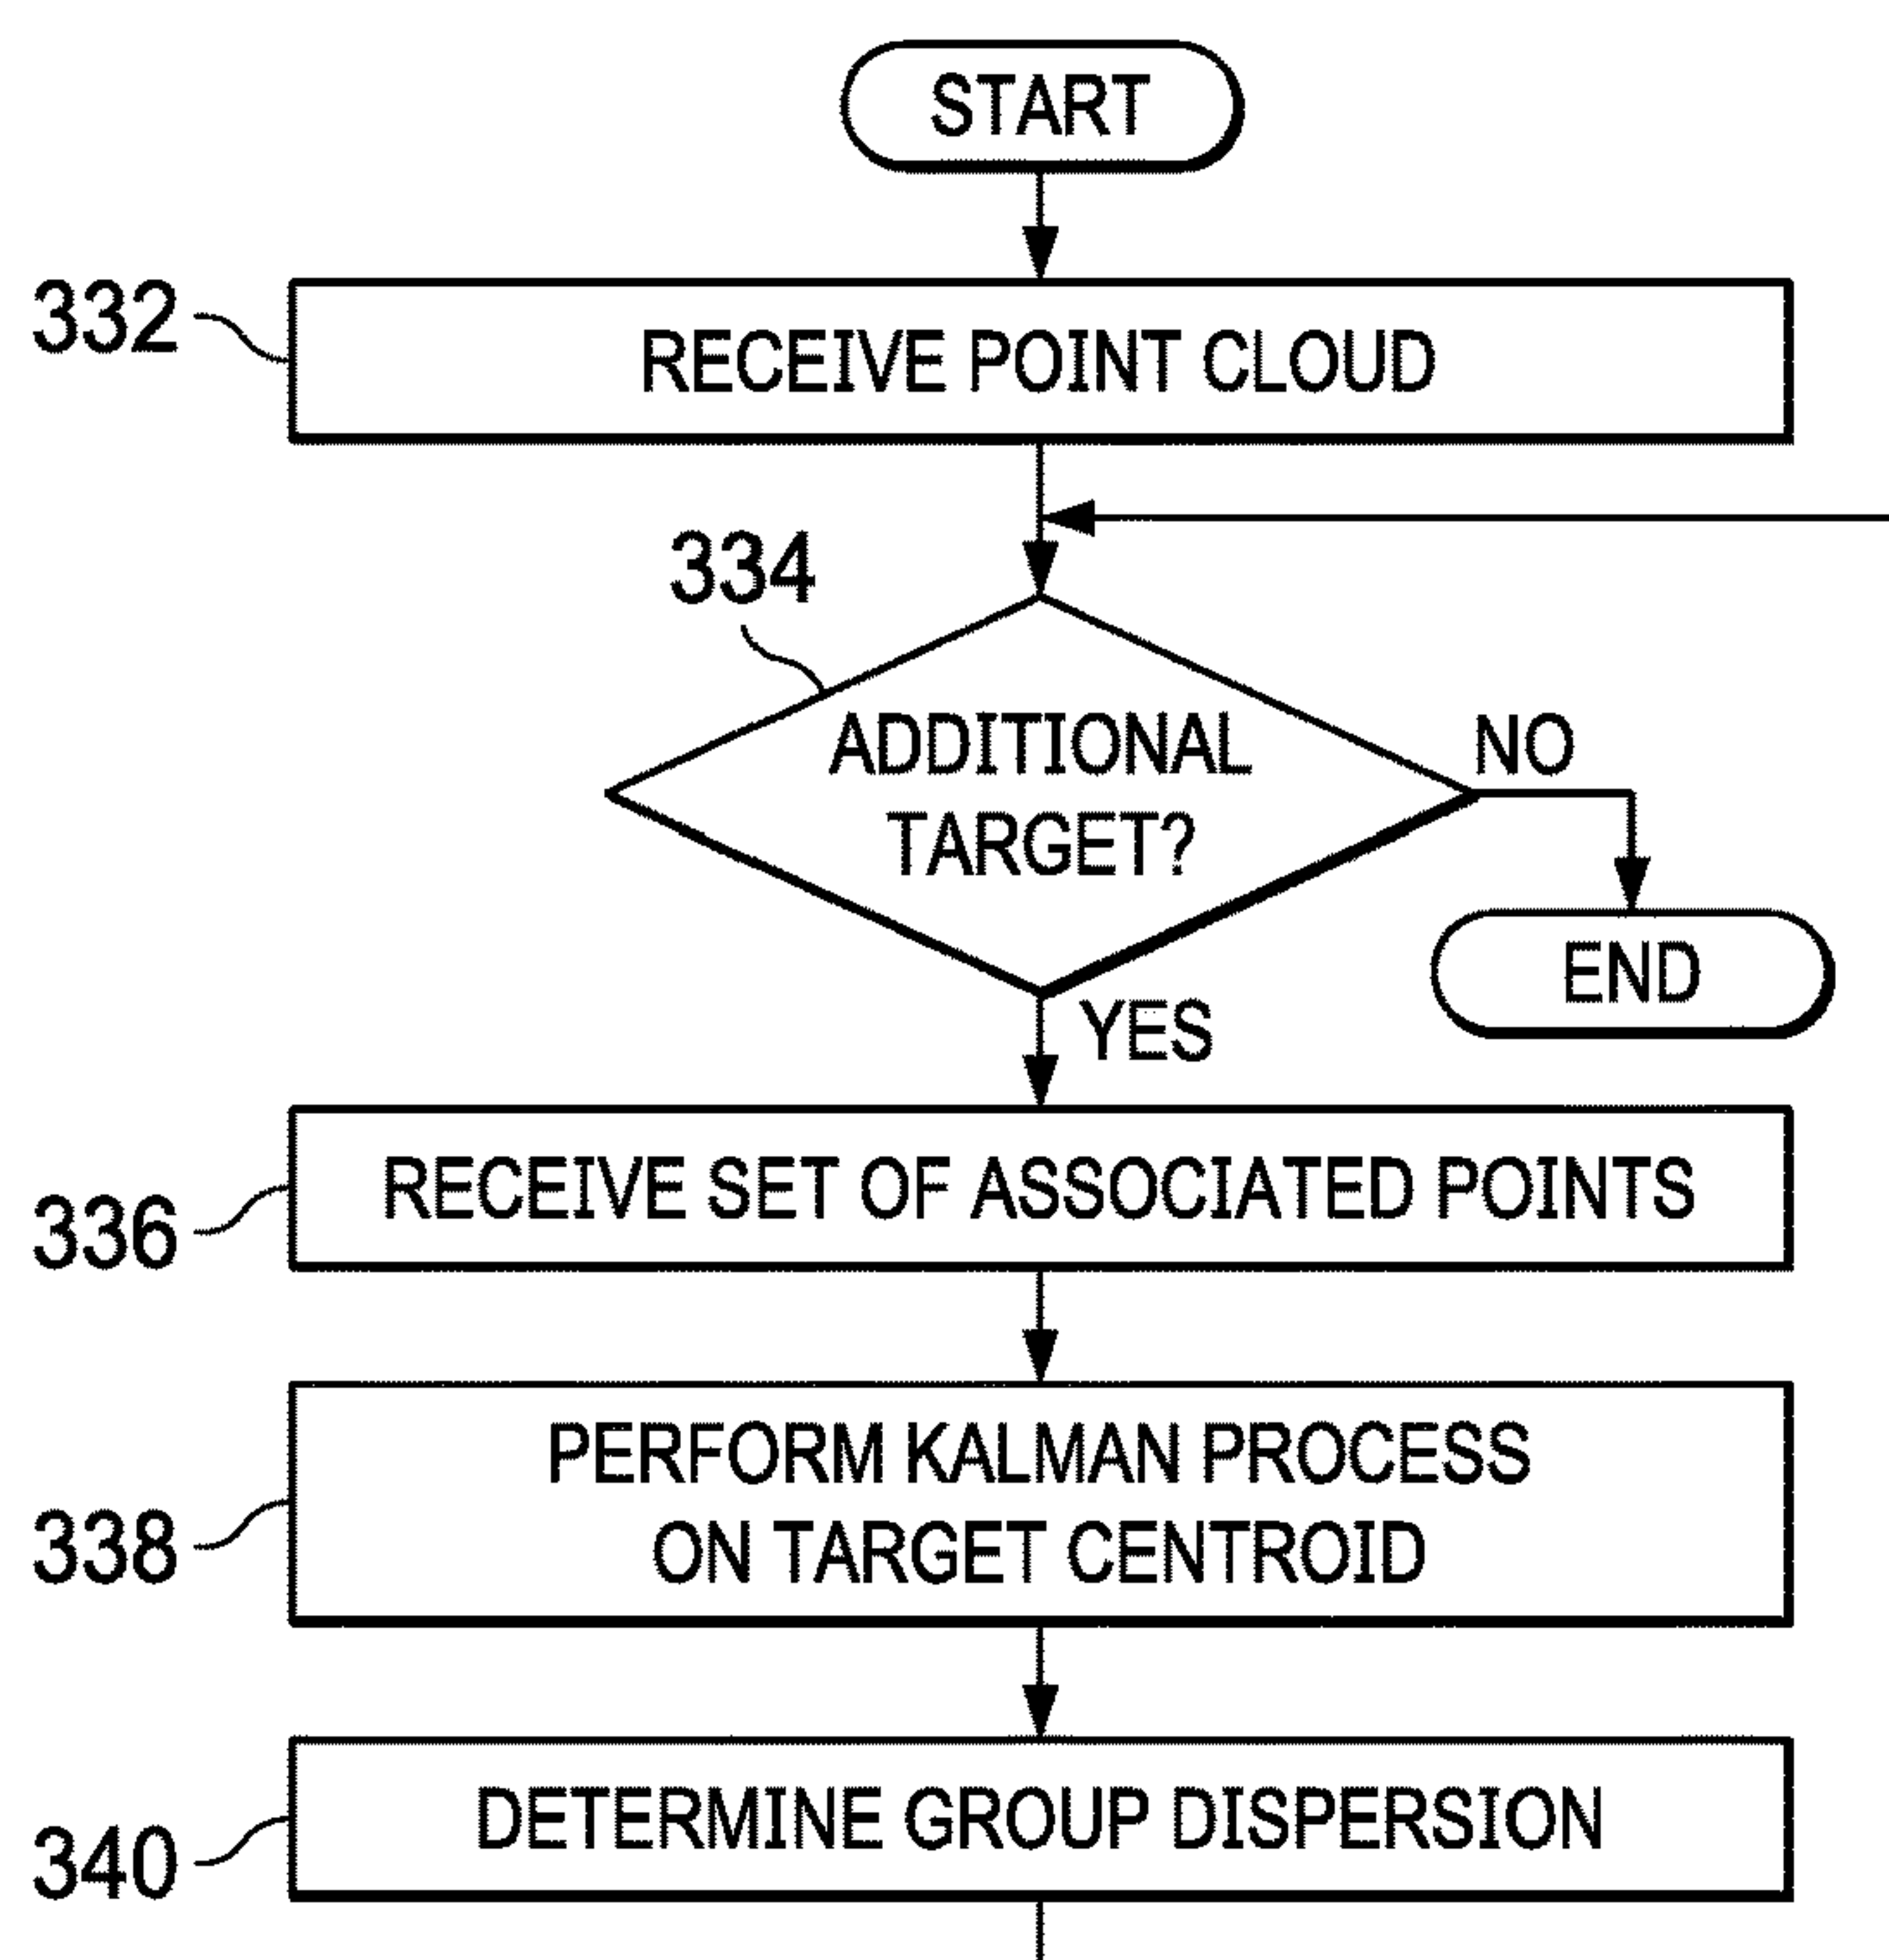 START
332
RECEIVE POINT CLOUD
334
ADDITIONAL
TARGET?
NO
END
YES
336
RECEIVE SET OF ASSOCIATED POINTS
338
PERFORM KALMAN PROCESS
ON TARGET CENTROID
340
DETERMINE GROUP DISPERSION